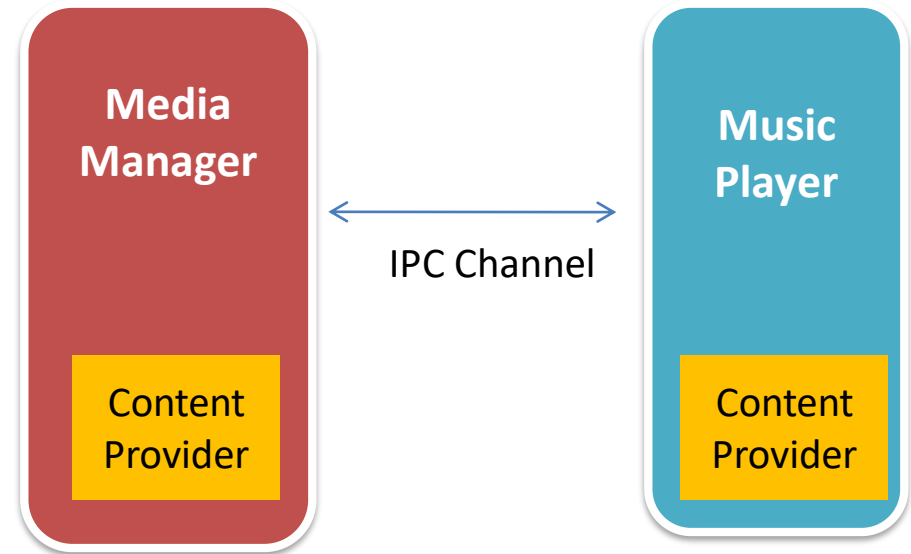 Media
Manager
Music
Player
IPC Channel
Content
Provider
Content
Provider